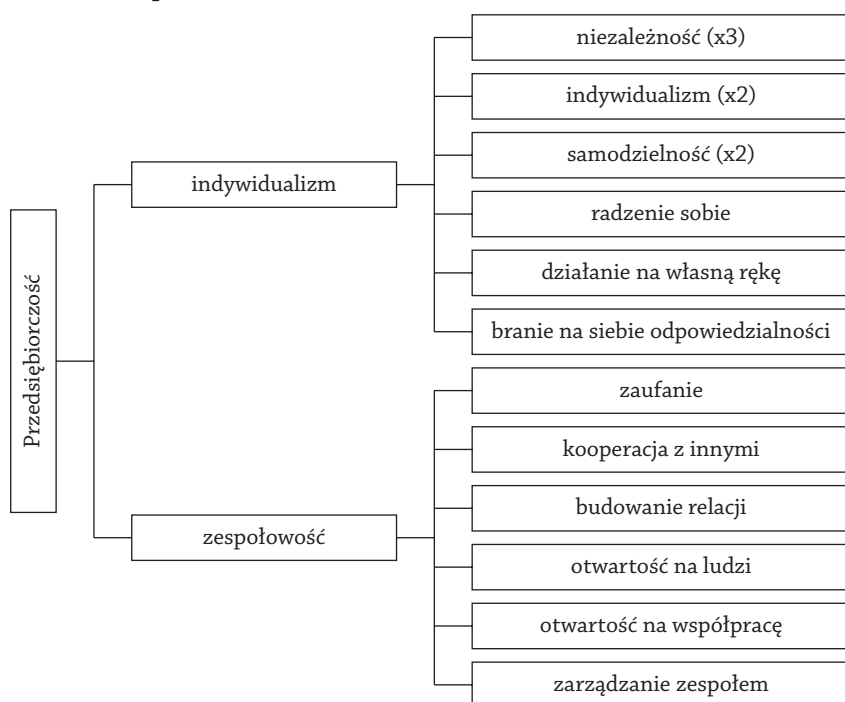 Przedsiębiorczość
indywidualizm
niezależność (x3)
indywidualizm (x2)
samodzielność (x2)
radzenie sobie
działanie na własną rękę
branie na siebie odpowiedzialności
zespołowość
zaufanie
kooperacja z innymi
budowanie relacji
otwartość na ludzi
otwartość na współpracę
zarządzanie zespołem